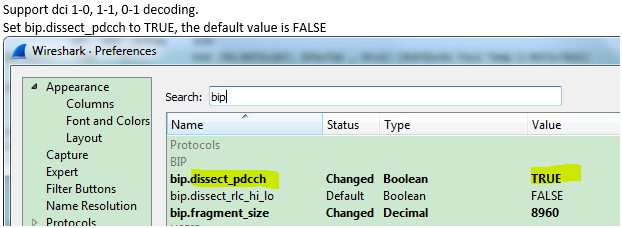 Support dci 1-0, 1-1, 0-1 decoding.
Set bip.dissect_pdcch to TRUE, the default value is FALSE
Wireshark - Preferences
Appearance
Columns
Font and Colors
Layout
Capture
Expert
Filter Buttons
Name Resolution
Protocols
Search: bip
Name Status Type Value
Protocols
BIP
bip.dissect_pdcch Changed Boolean TRUE
bip.dissect_rlc_hi_lo Default Boolean FALSE
bip.fragment_size Changed Decimal 8960